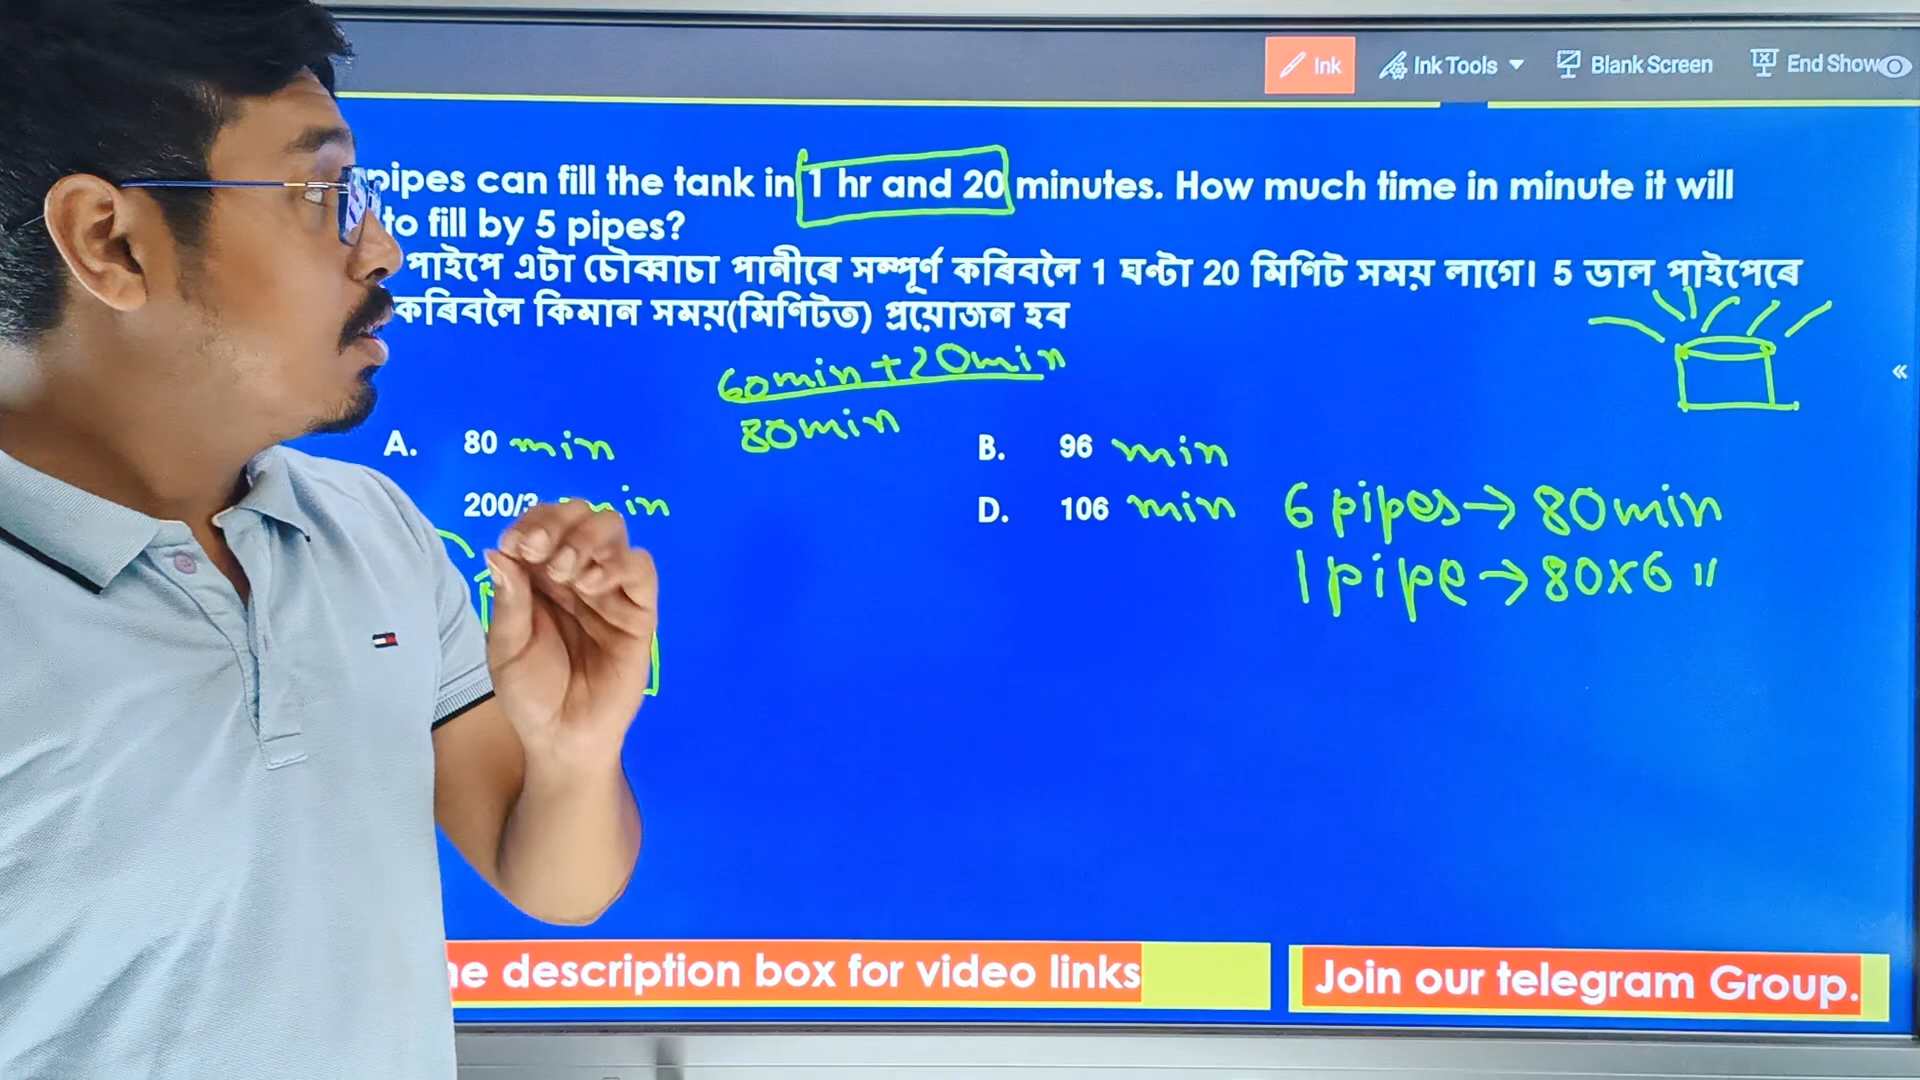 Ink Ink Tools Blank Screen End Show
pipes can fill the tank in 1 hr and 20 minutes. How much time in minute it will
to fill by 5 pipes?
পাইপে এটা চৌবাচ্চা পানীৰে সম্পূৰ্ণ কৰিবলৈ 1 ঘণ্টা 20 মিণিট সময় লাগে। 5 ডাল পাইপেৰে
কৰিবলৈ কিমান সময়(মিণিটত) প্ৰয়োজন হব
60min+20min
80min
A. 80 min
B. 96 min
200/3 min
D. 106 min
6 pipes→80min
1 pipe→80x6 "
he description box for video links
Join our telegram Group.